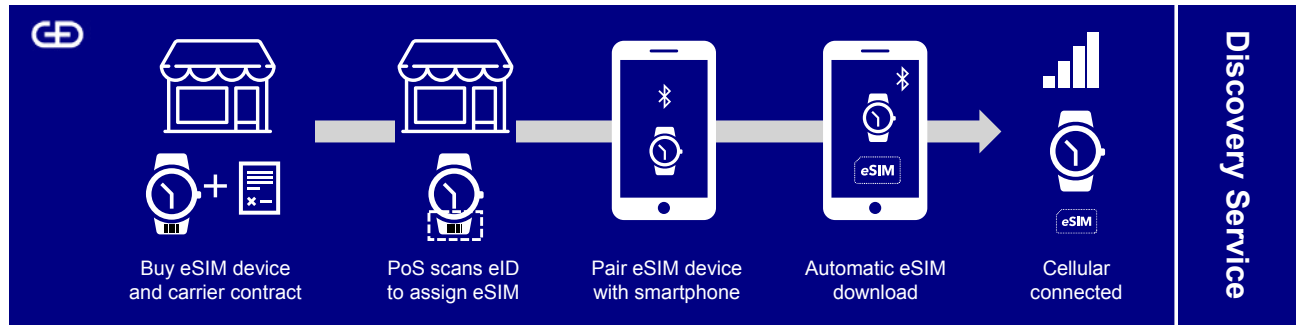 GD
eSIM
eSIM
Buy eSIM device
and carrier contract
PoS scans eID
to assign eSIM
Pair eSIM device
with smartphone
Automatic eSIM
download
Cellular
connected
Discovery Service